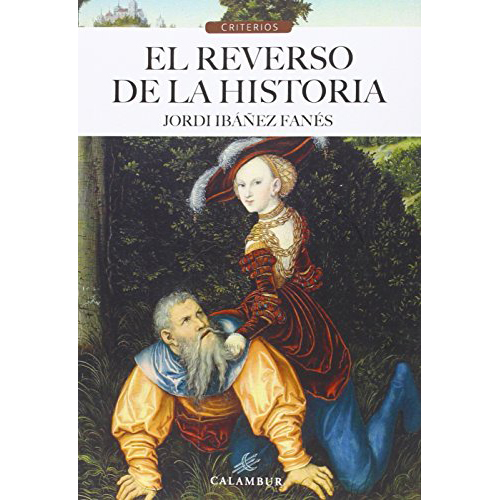 CRITERIOS
EL REVERSO
DE LA HISTORIA
JORDI IBÁÑEZ FANÉS
CALAMBUR